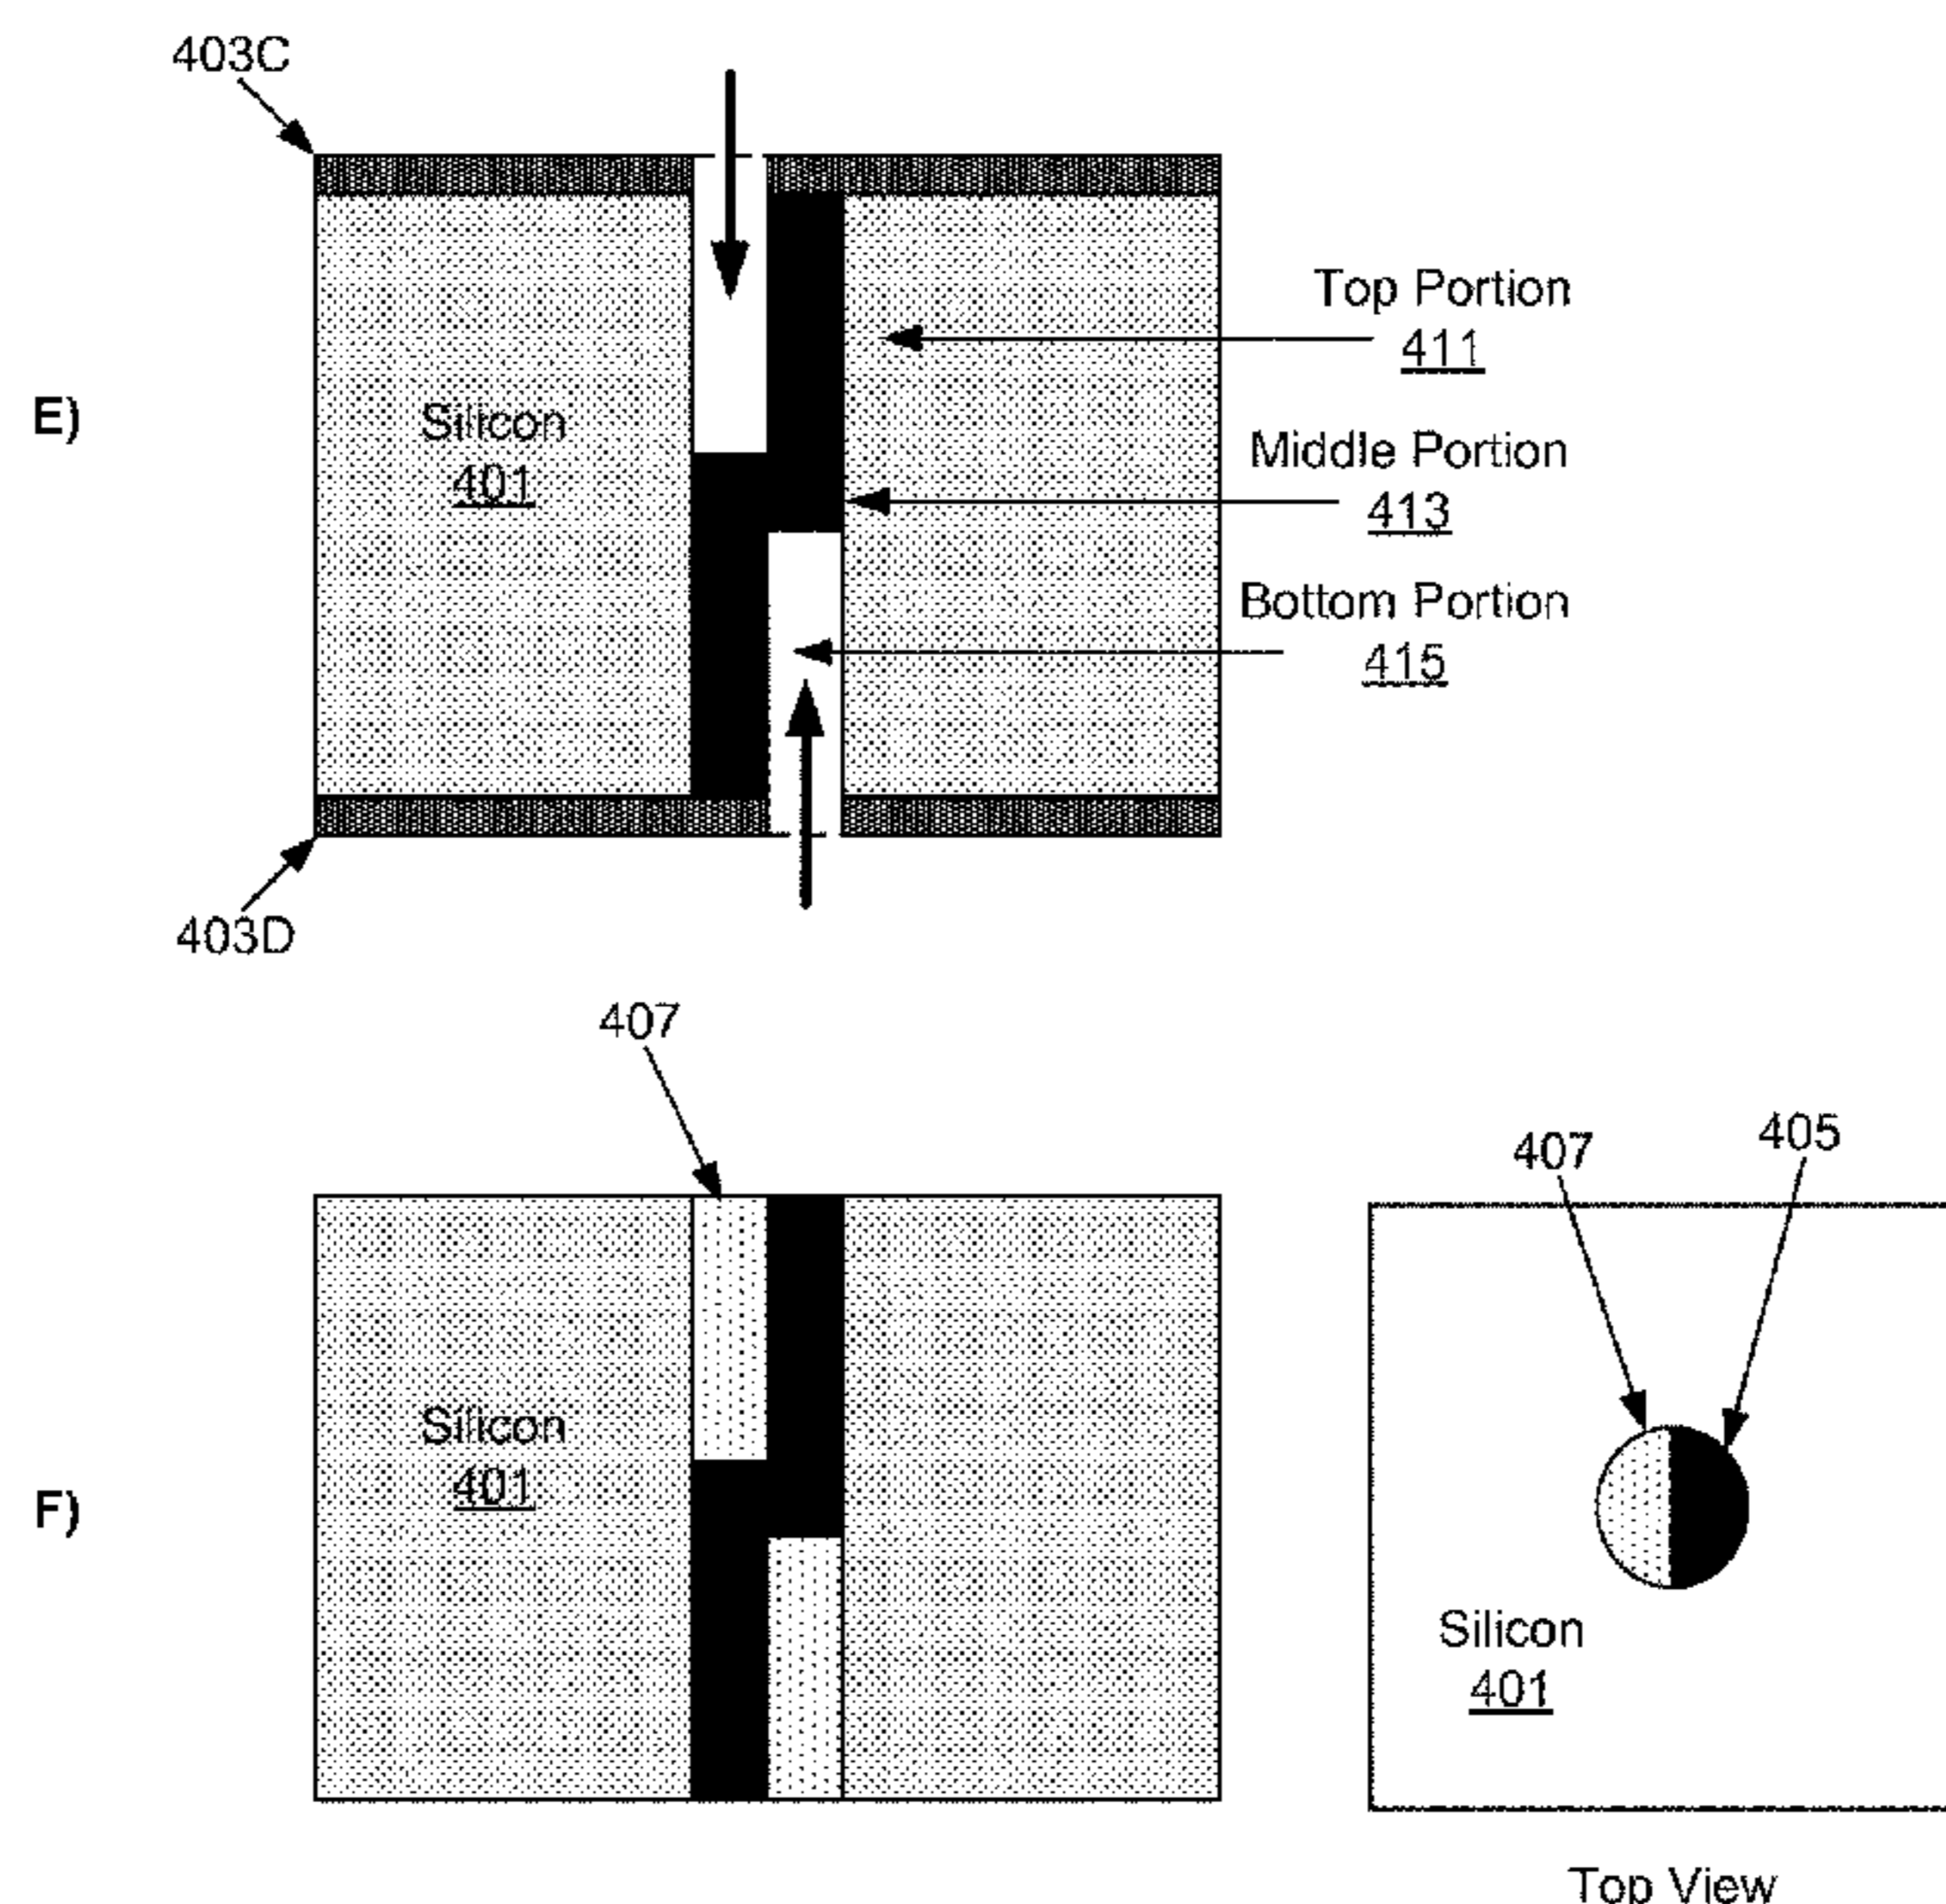 403C
E)
Silicon
401
Top Portion
411
Middle Portion
413
Bottom Portion
415
403D
407
F)
Silicon
401
407
405
Silicon
401
Top View